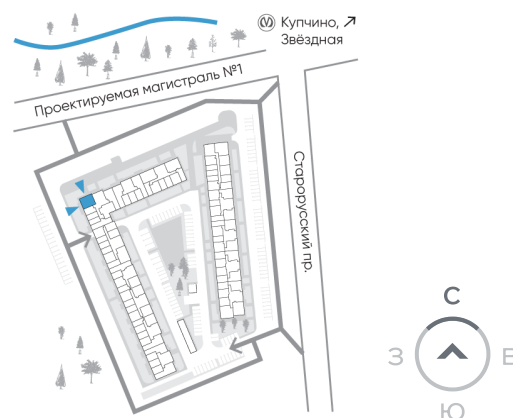 Купчино,
Звёздная
Проектируемая магистраль №1
Старорусский пр.
С
З
В
Ю